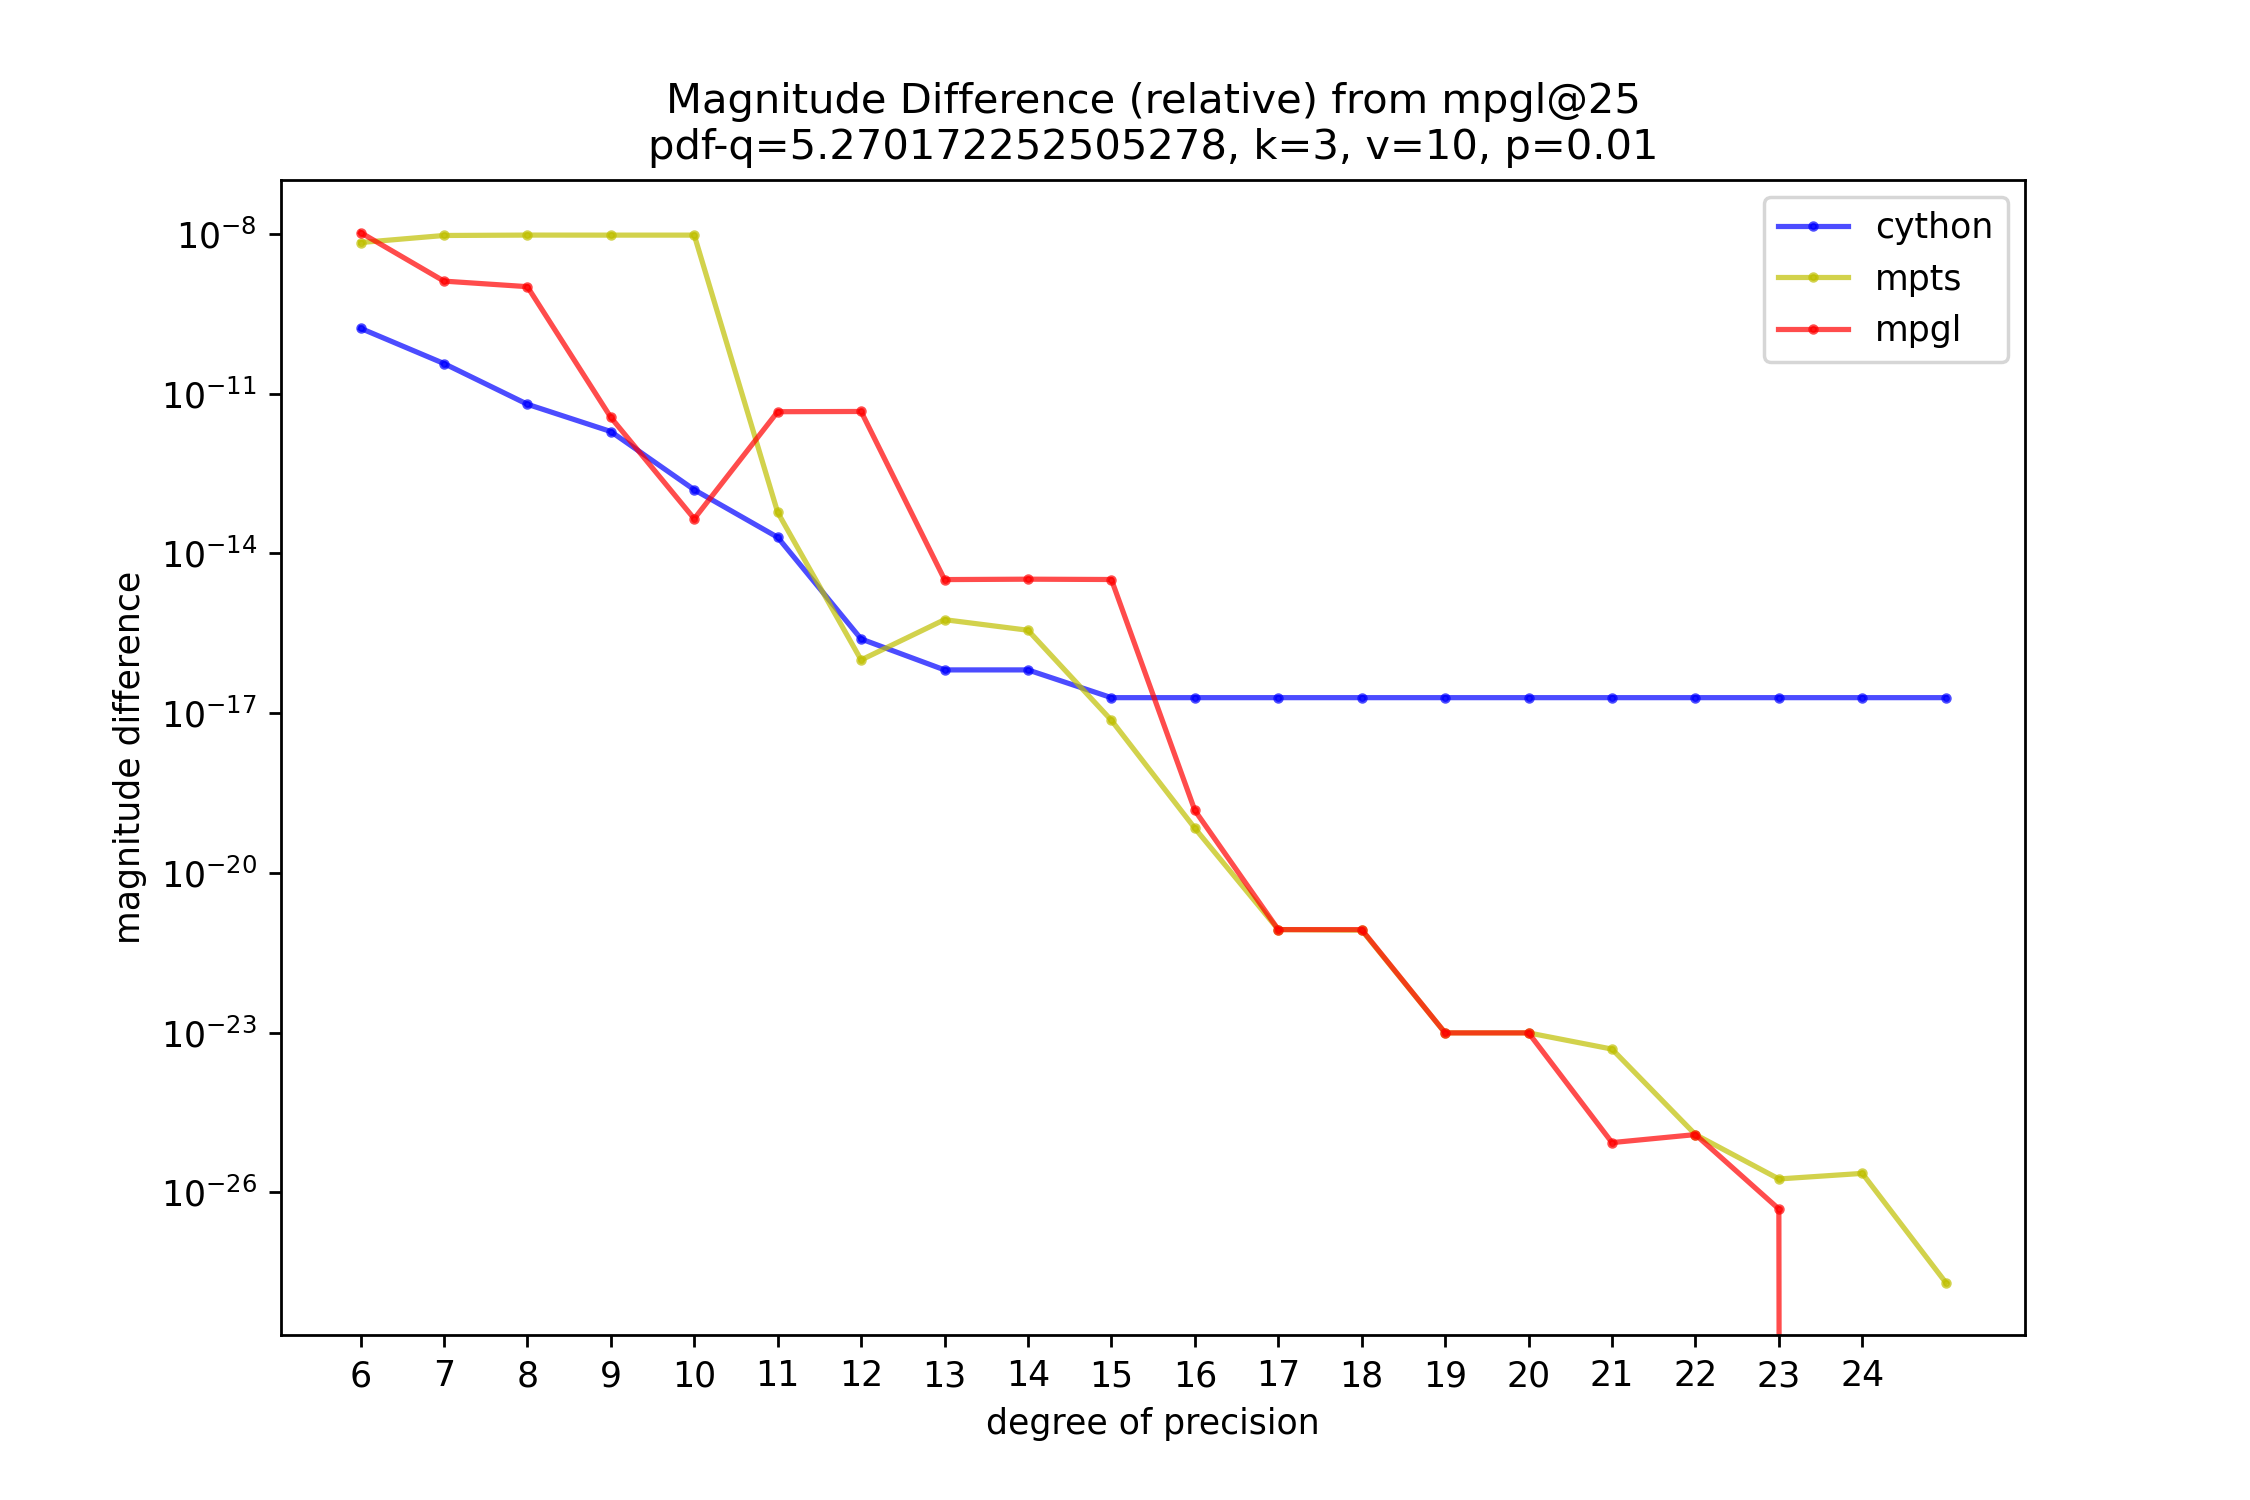 Magnitude Difference (relative) from mpgl@25
pdf-q=5.270172252505278, k=3, v=10, p=0.01
cython
mpts
mpgl
magnitude difference
10⁻⁸
10⁻¹¹
10⁻¹⁴
10⁻¹⁷
10⁻²⁰
10⁻²³
10⁻²⁶
6 7 8 9 10 11 12 13 14 15 16 17 18 19 20 21 22 23 24
degree of precision